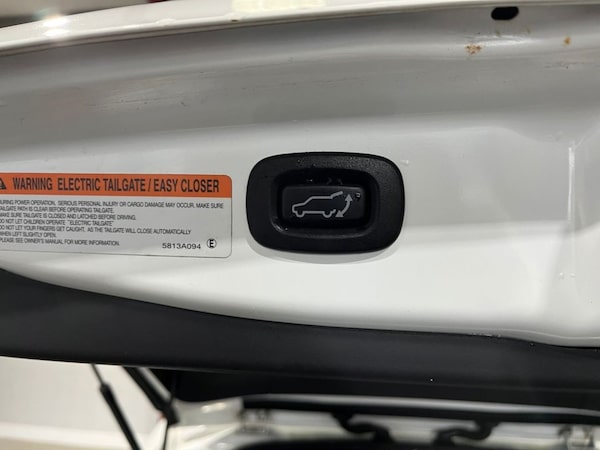 WARNING ELECTRIC TAILGATE / EASY CLOSER
DURING POWER OPERATION, SERIOUS PERSONAL INJURY OR CARGO DAMAGE MAY OCCUR. MAKE SURE
TAILGATE PATH IS CLEAR BEFORE OPERATING TAILGATE.
MAKE SURE TAILGATE IS CLOSED AND LATCHED BEFORE DRIVING.
DO NOT LET CHILDREN OPERATE "ELECTRIC TAILGATE"
DO NOT LET YOUR FINGERS GET CAUGHT, AS THE TAILGATE WILL CLOSE AUTOMATICALLY
WHEN LEFT SLIGHTLY OPEN.
PLEASE SEE OWNER'S MANUAL FOR MORE INFORMATION.
5813A094 E